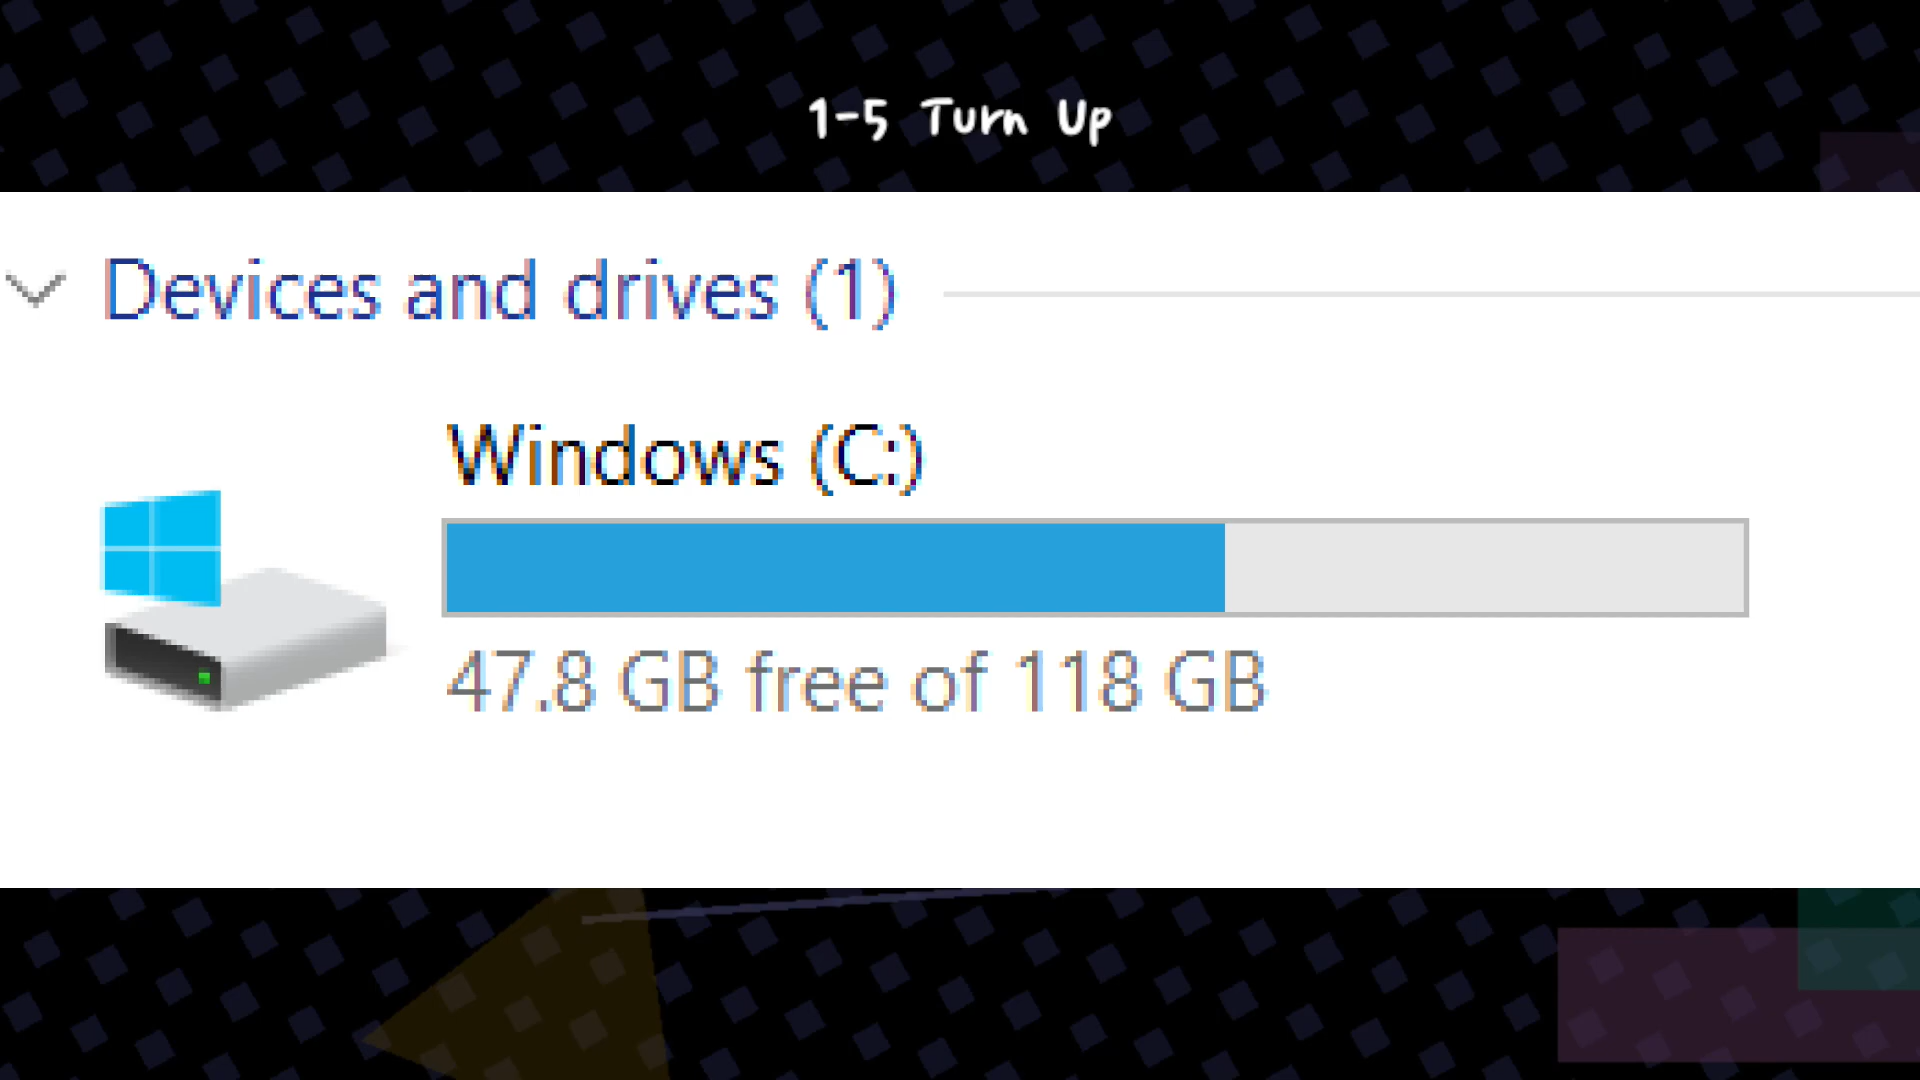 1-5 Turn Up
Devices and drives (1)
Windows (C:)
47.8 GB free of 118 GB